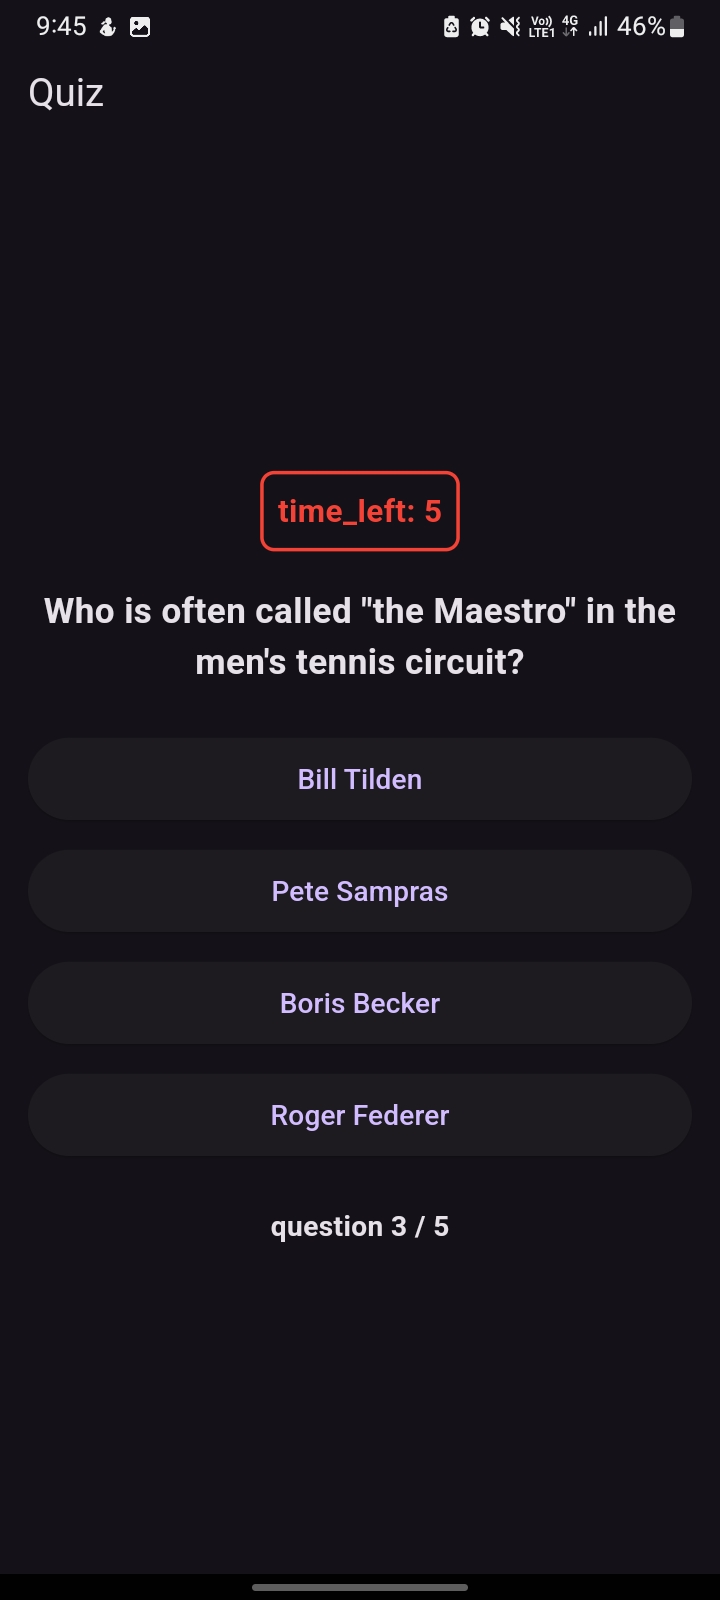 9:45 Vo)) LTE1 4G 46%
Quiz
time_left: 5
Who is often called "the Maestro" in the
men's tennis circuit?
Bill Tilden
Pete Sampras
Boris Becker
Roger Federer
question 3 / 5